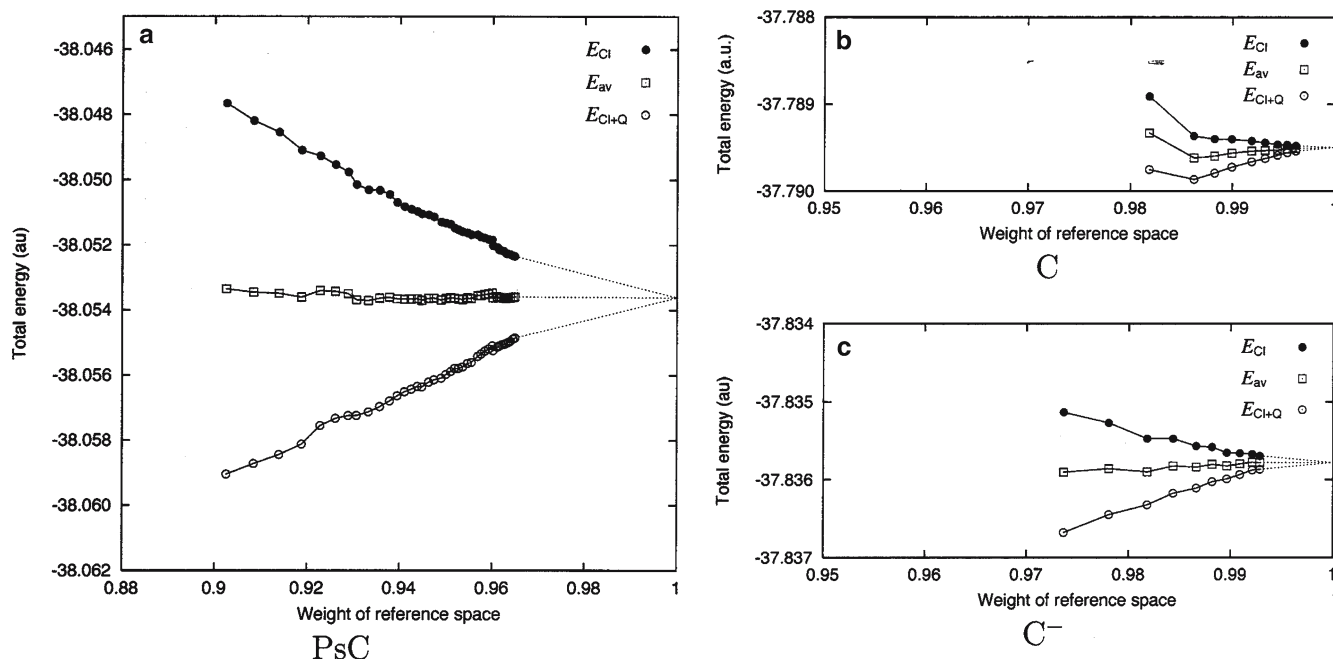 a
-38.046
-38.048
-38.050
-38.052
-38.054
-38.056
-38.058
-38.060
-38.062
Total energy (au)
E_CI
E_av
E_CI+Q
0.88 0.9 0.92 0.94 0.96 0.98 1
Weight of reference space
PsC
b
-37.788
-37.789
-37.790
Total energy (a.u.)
E_CI
E_av
E_CI+Q
0.95 0.96 0.97 0.98 0.99 1
Weight of reference space
C
c
-37.834
-37.835
-37.836
-37.837
Total energy (au)
E_CI
E_av
E_CI+Q
0.95 0.96 0.97 0.98 0.99 1
Weight of reference space
C⁻